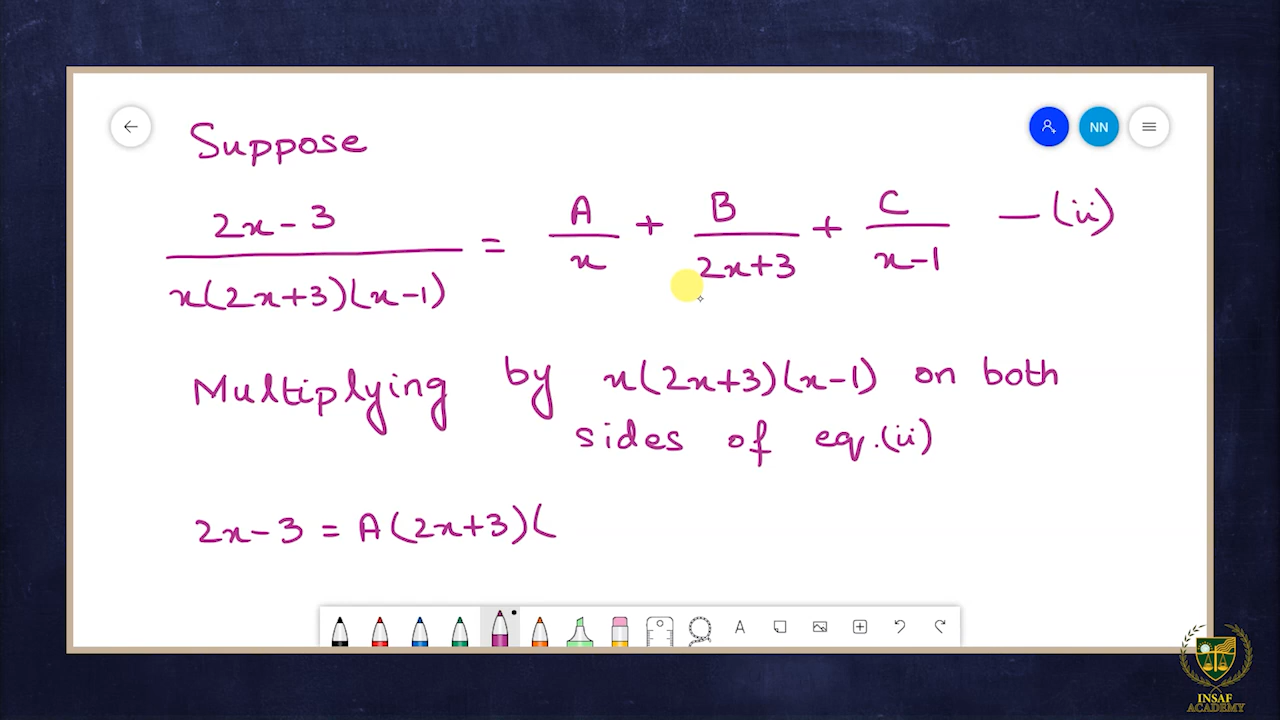 Suppose
NN
2x-3 / x(2x+3)(x-1) = A/x + B/2x+3 + C/x-1 —(ii)
Multiplying by x(2x+3)(x-1) on both
sides of eq.(ii)
2x-3 = A(2x+3)(
A
INSAF
ACADEMY